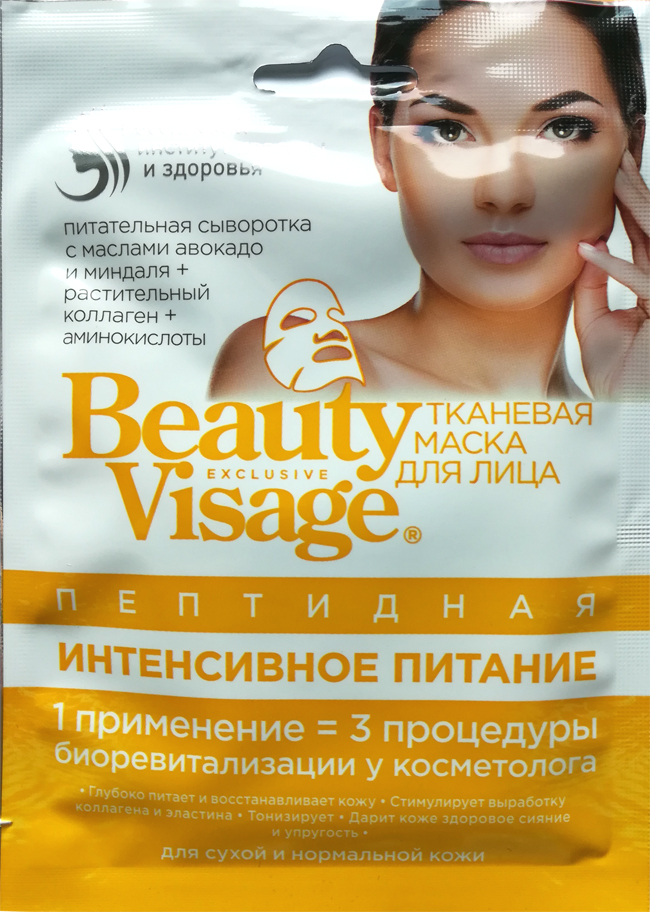 и здоровья
питательная сыворотка
с маслами авокадо
и миндаля +
растительный
коллаген +
аминокислоты
Beauty
EXCLUSIVE
Visage®
ТКАНЕВАЯ
МАСКА
ДЛЯ ЛИЦА
ПЕПТИДНАЯ
ИНТЕНСИВНОЕ ПИТАНИЕ
1 применение = 3 процедуры
биоревитализации у косметолога
• Глубоко питает и восстанавливает кожу • Стимулирует выработку
коллагена и эластина • Тонизирует • Дарит коже здоровое сияние
и упругость •
для сухой и нормальной кожи